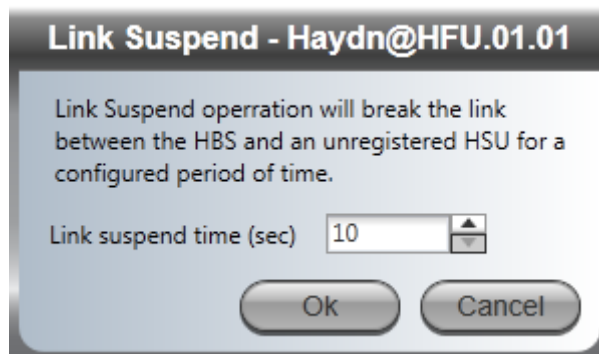 Link Suspend - Haydn@HFU.01.01
Link Suspend operration will break the link
between the HBS and an unregistered HSU for a
configured period of time.
Link suspend time (sec) 10
Ok Cancel